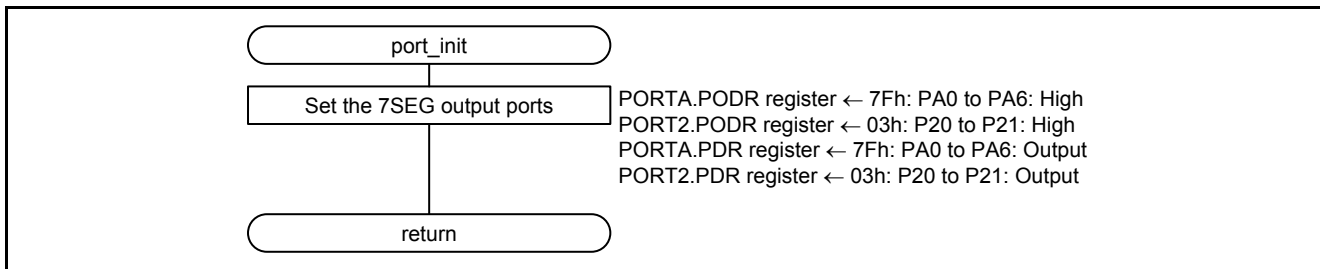 port_init
Set the 7SEG output ports
PORTA.PODR register ← 7Fh: PA0 to PA6: High
PORT2.PODR register ← 03h: P20 to P21: High
PORTA.PDR register ← 7Fh: PA0 to PA6: Output
PORT2.PDR register ← 03h: P20 to P21: Output
return